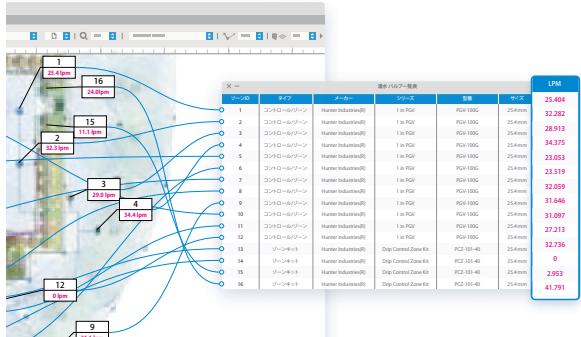 1
25.4 lpm
16
24.0lpm
15
11.1 lpm
2
32.3 lpm
3
29.0 lpm
4
34.4 lpm
12
0 lpm
9
潅水バルブ一覧表
ゾーンID タイプ メーカー シリーズ 型番 サイズ
1 コントロールゾーン Hunter Industries(R) 1 in PGV PGV-100G 25.4mm
2 コントロールゾーン Hunter Industries(R) 1 in PGV PGV-100G 25.4mm
3 コントロールゾーン Hunter Industries(R) 1 in PGV PGV-100G 25.4mm
4 コントロールゾーン Hunter Industries(R) 1 in PGV PGV-100G 25.4mm
5 コントロールゾーン Hunter Industries(R) 1 in PGV PGV-100G 25.4mm
6 コントロールゾーン Hunter Industries(R) 1 in PGV PGV-100G 25.4mm
7 コントロールゾーン Hunter Industries(R) 1 in PGV PGV-100G 25.4mm
8 コントロールゾーン Hunter Industries(R) 1 in PGV PGV-100G 25.4mm
9 コントロールゾーン Hunter Industries(R) 1 in PGV PGV-100G 25.4mm
10 コントロールゾーン Hunter Industries(R) 1 in PGV PGV-100G 25.4mm
11 コントロールゾーン Hunter Industries(R) 1 in PGV PGV-100G 25.4mm
12 コントロールゾーン Hunter Industries(R) 1 in PGV PGV-100G 25.4mm
13 ゾーンキット Hunter Industries(R) Drip Control Zone Kit PCZ-101-40 25.4mm
14 ゾーンキット Hunter Industries(R) Drip Control Zone Kit PCZ-101-40 25.4mm
15 ゾーンキット Hunter Industries(R) Drip Control Zone Kit PCZ-101-40 25.4mm
16 ゾーンキット Hunter Industries(R) Drip Control Zone Kit PCZ-101-40 25.4mm
LPM
25.404
32.282
28.913
34.375
23.053
23.519
32.059
31.646
31.097
27.213
32.736
0
2.953
41.791